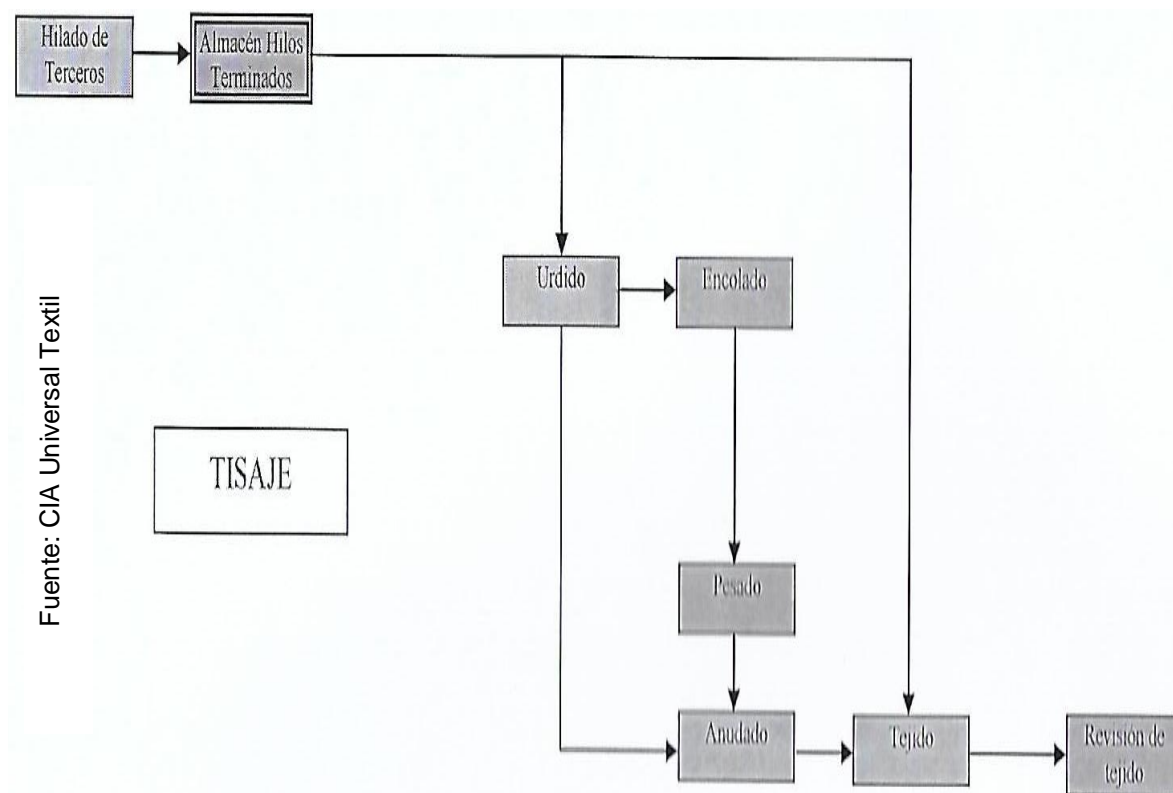 Hilado de
Terceros
Almacén Hilos
Terminados
Urdido
Encolado
Fuente: CIA Universal Textil
TISAJE
Pesado
Anudado
Tejido
Revisión de
tejido